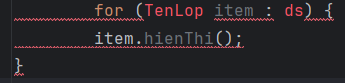 for (TenLop item : ds) {
item.hienThi();
}